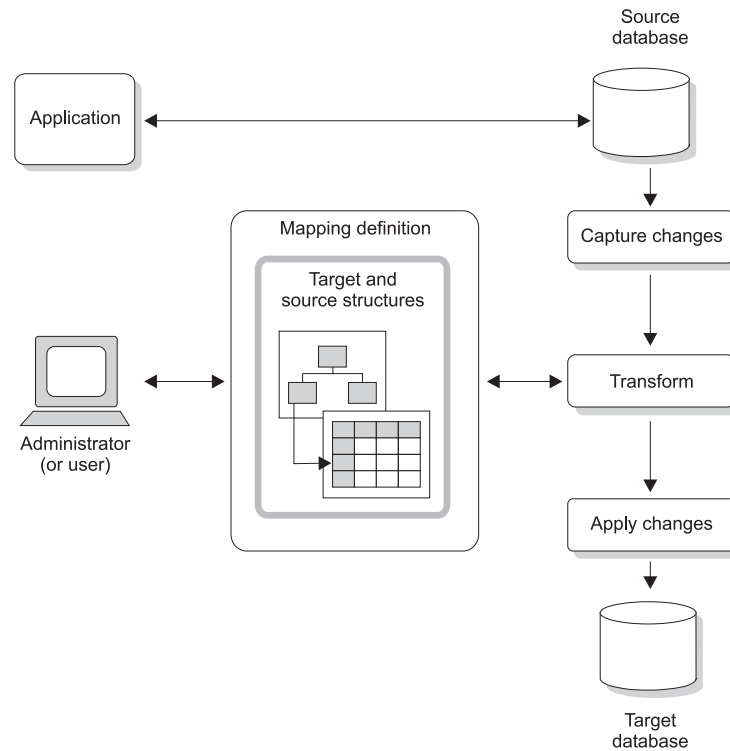 Source
database
Application
Mapping definition
Capture changes
Target and
source structures
Transform
Administrator
(or user)
Apply changes
Target
database